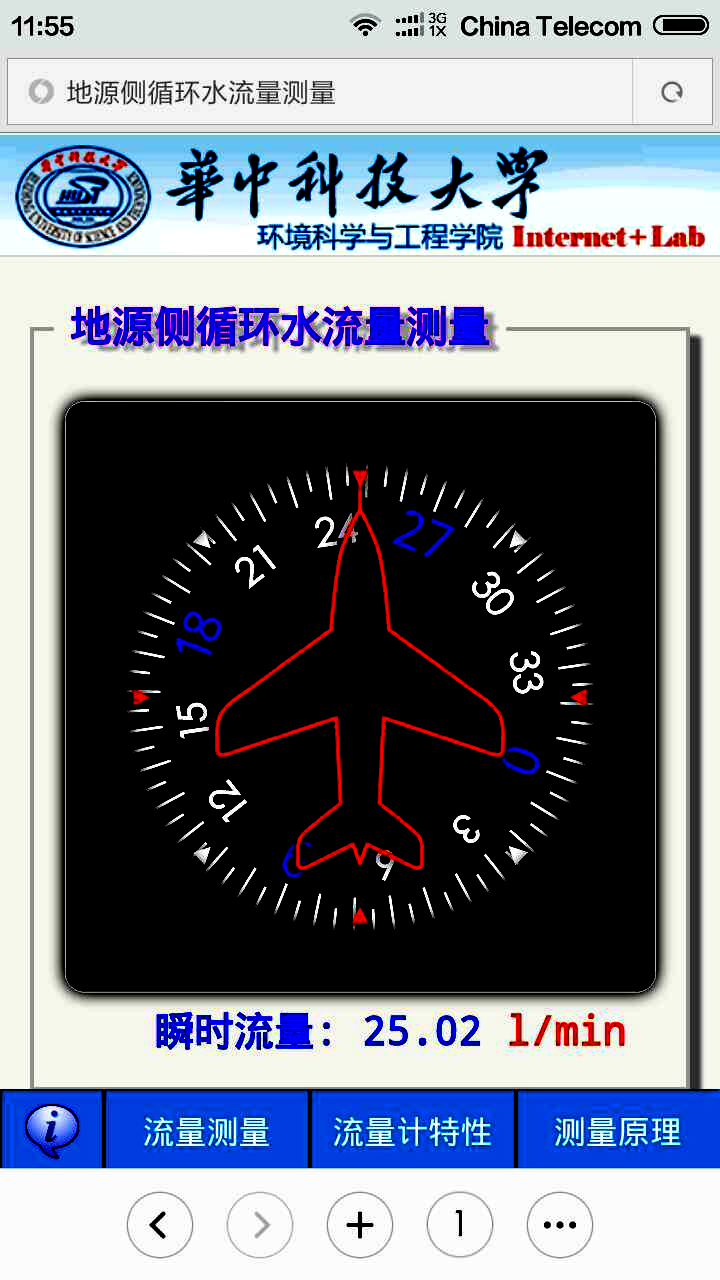 11:55 3G 1X China Telecom
地源侧循环水流量测量
華中科技大学
环境科学与工程学院 Internet+Lab
地源侧循环水流量测量
24 27
21 30
18 33
15 0
12 3
9 6
瞬时流量: 25.02 l/min
i 流量测量 流量计特性 测量原理
1